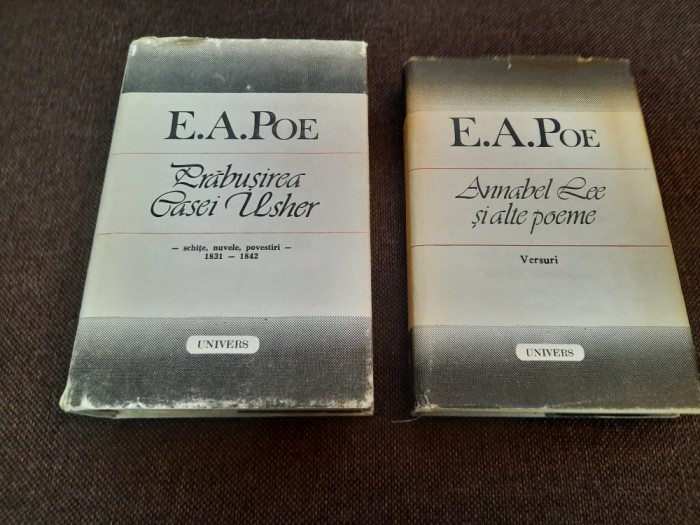 E.A.POE
Prăbușirea
Casei Usher
— schițe, nuvele, povestiri —
1831 — 1842
UNIVERS
E.A.POE
Annabel Lee
și alte poeme
Versuri
UNIVERS